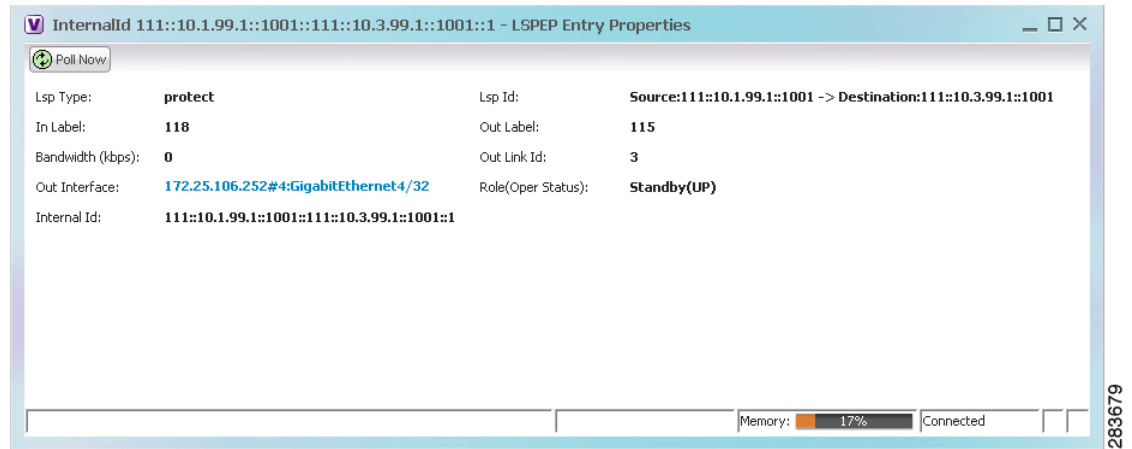 V InternalId 111::10.1.99.1::1001::111::10.3.99.1::1001::1 - LSPEP Entry Properties
Poll Now
Lsp Type: protect Lsp Id: Source:111::10.1.99.1::1001 -> Destination:111::10.3.99.1::1001
In Label: 118 Out Label: 115
Bandwidth (kbps): 0 Out Link Id: 3
Out Interface: 172.25.106.252#4:GigabitEthernet4/32 Role(Oper Status): Standby(UP)
Internal Id: 111::10.1.99.1::1001::111::10.3.99.1::1001::1
Memory: 17% Connected
283679